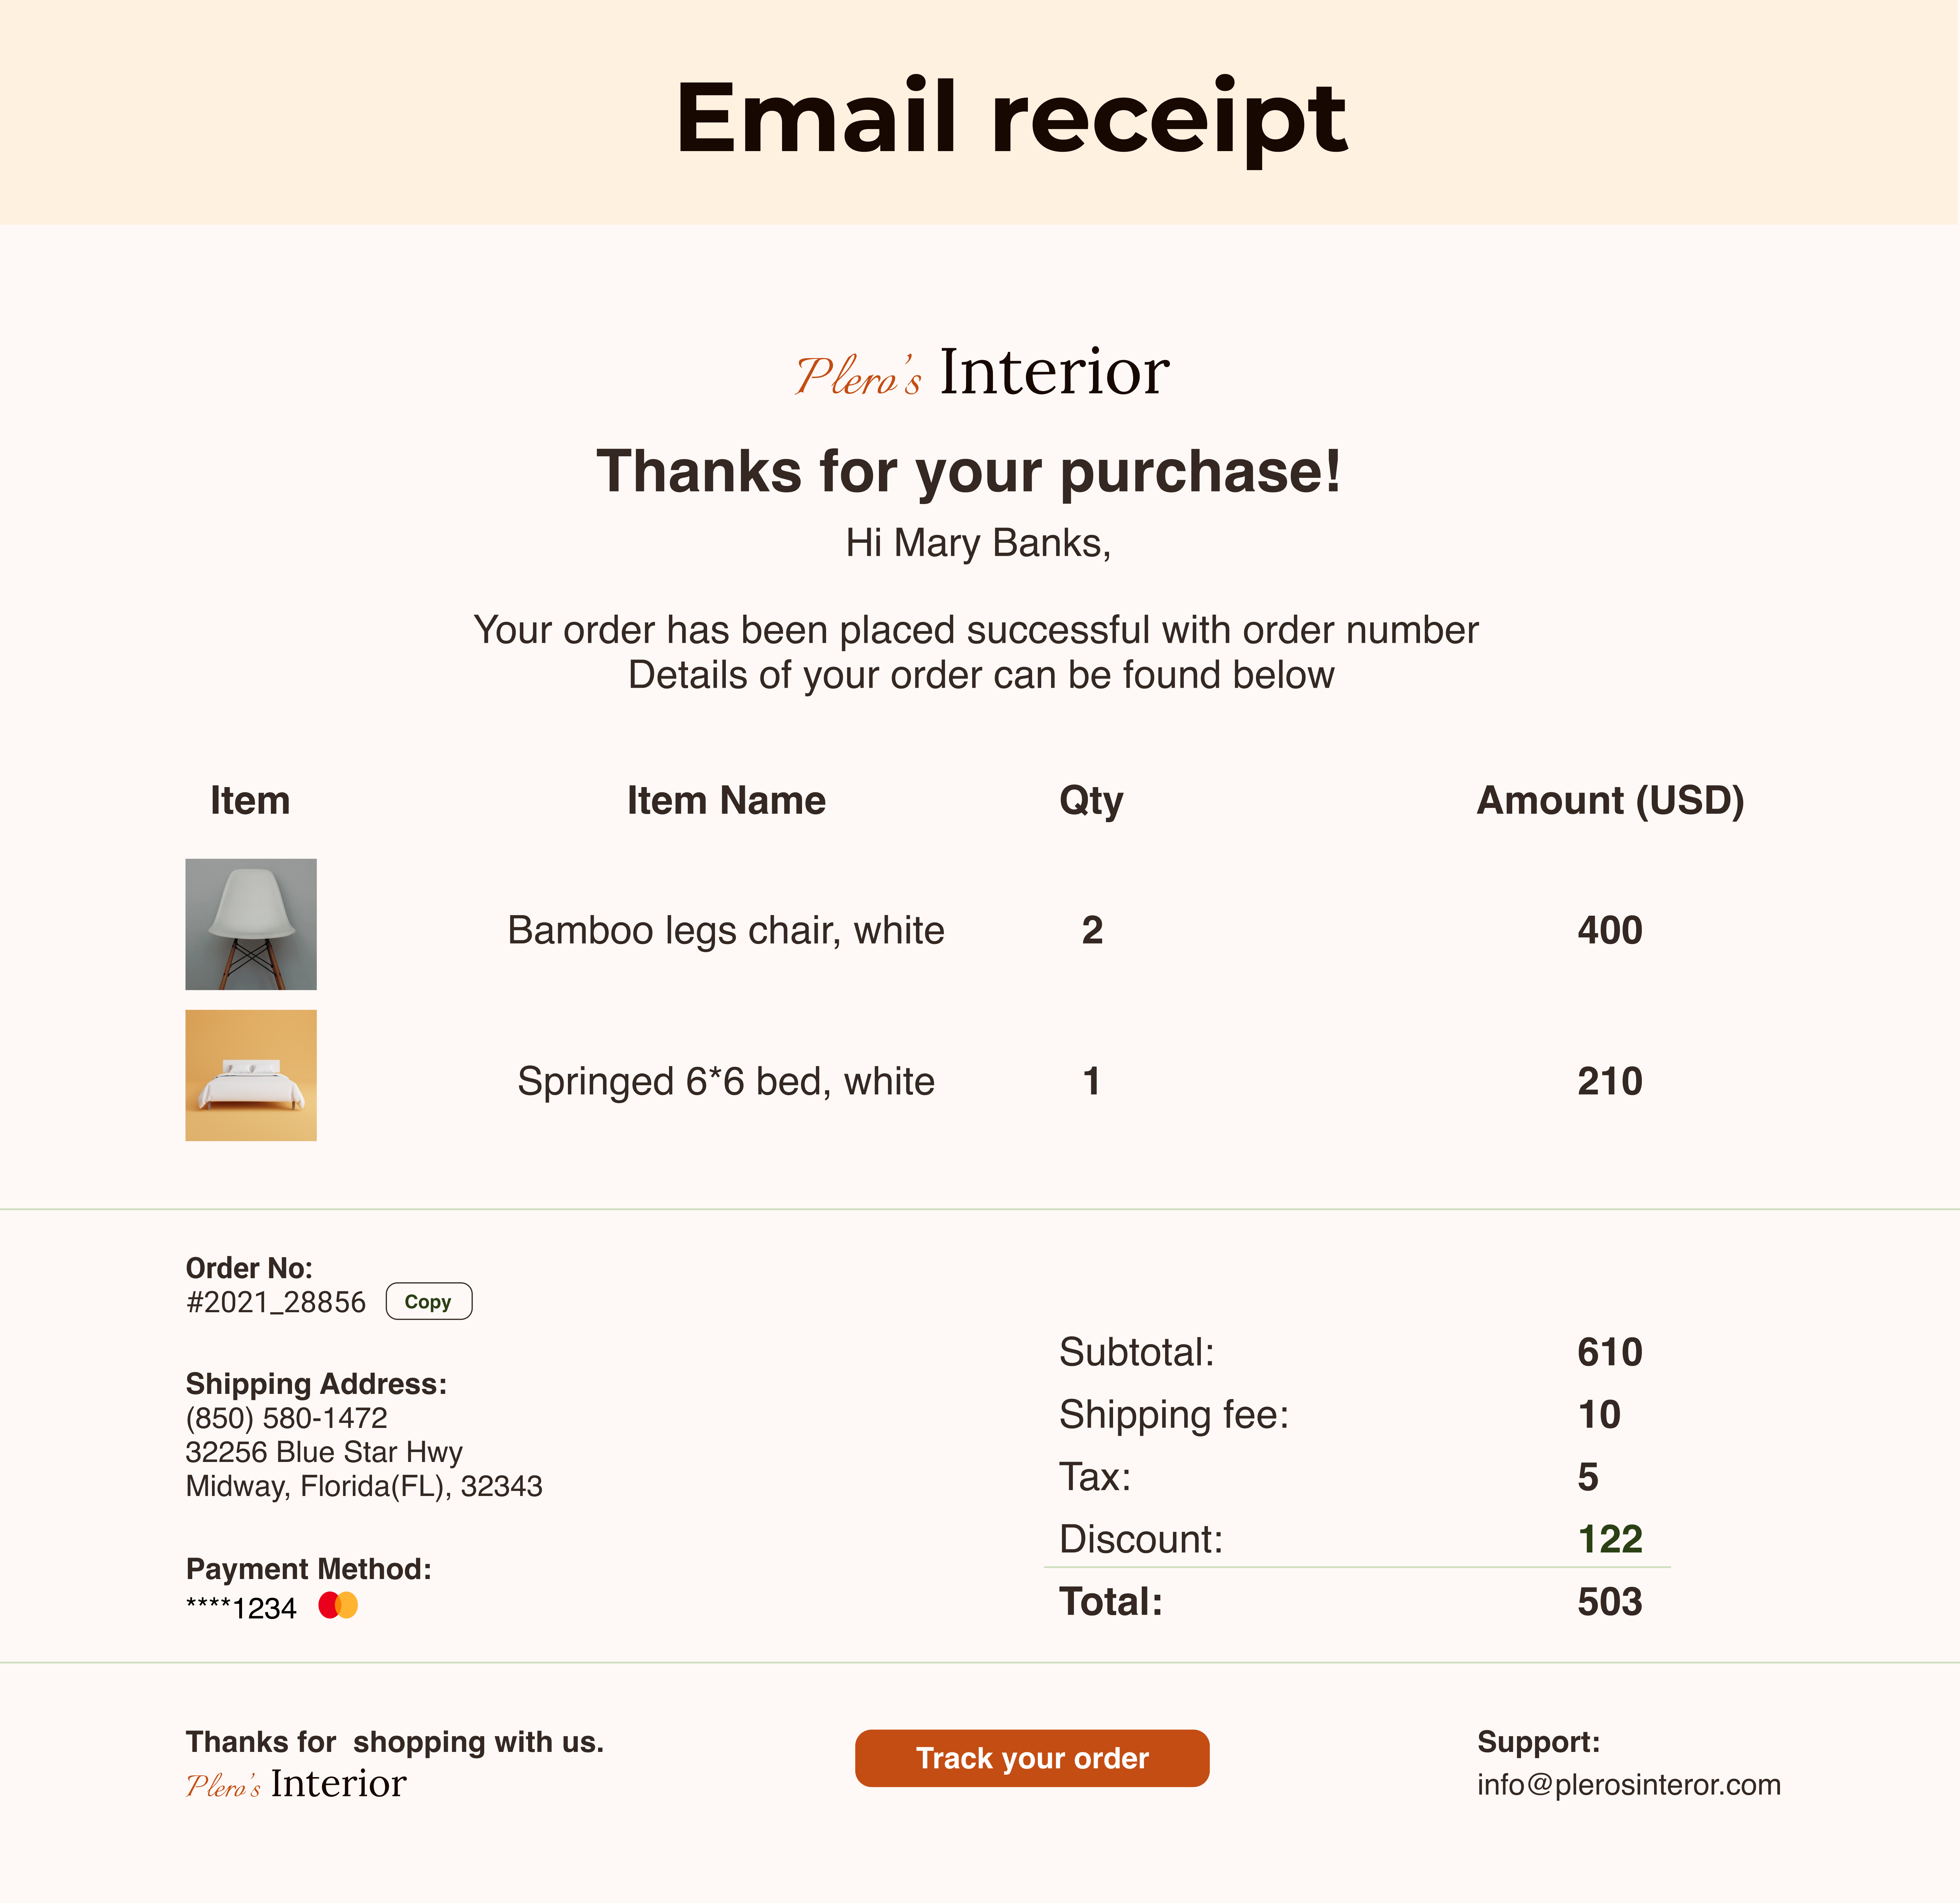 Email receipt
Plero's Interior
Thanks for your purchase!
Hi Mary Banks,
Your order has been placed successful with order number
Details of your order can be found below
Item Item Name Qty Amount (USD)
Bamboo legs chair, white 2 400
Springed 6*6 bed, white 1 210
Order No:
#2021_28856 Copy
Shipping Address:
(850) 580-1472
32256 Blue Star Hwy
Midway, Florida(FL), 32343
Payment Method:
****1234
Subtotal: 610
Shipping fee: 10
Tax: 5
Discount: 122
Total: 503
Thanks for  shopping with us.
Plero's Interior
Track your order
Support:
info@plerosinteror.com